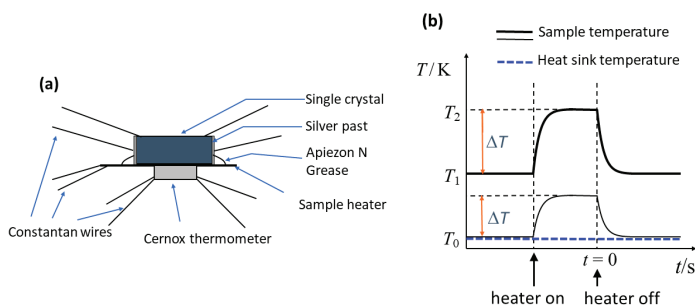 (a)
Single crystal
Silver past
Apiezon N
Grease
Sample heater
Constantan wires
Cernox thermometer
(b)
Sample temperature
Heat sink temperature
T/K
T₂
ΔT
T₁
ΔT
T₀
t = 0
t/s
heater on
heater off